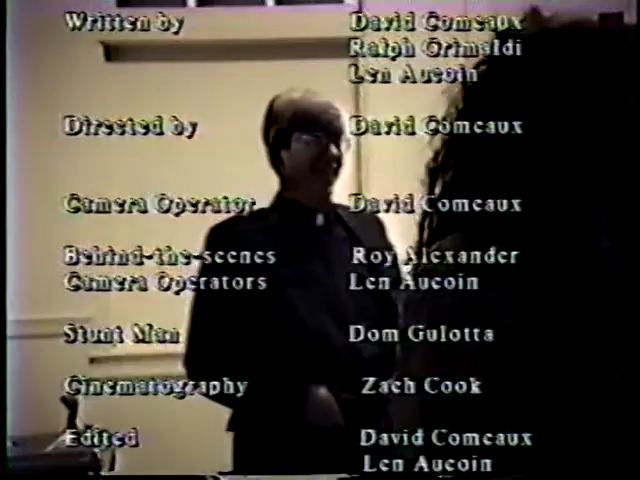 Written by David Comeaux
Ralph Grimaldi
Len Aucoin
Directed by David Comeaux
Camera Operator David Comeaux
Behind-the-scenes Roy Alexander
Camera Operators Len Aucoin
Stunt Man Dom Gulotta
Cinematography Zach Cook
Edited David Comeaux
Len Aucoin